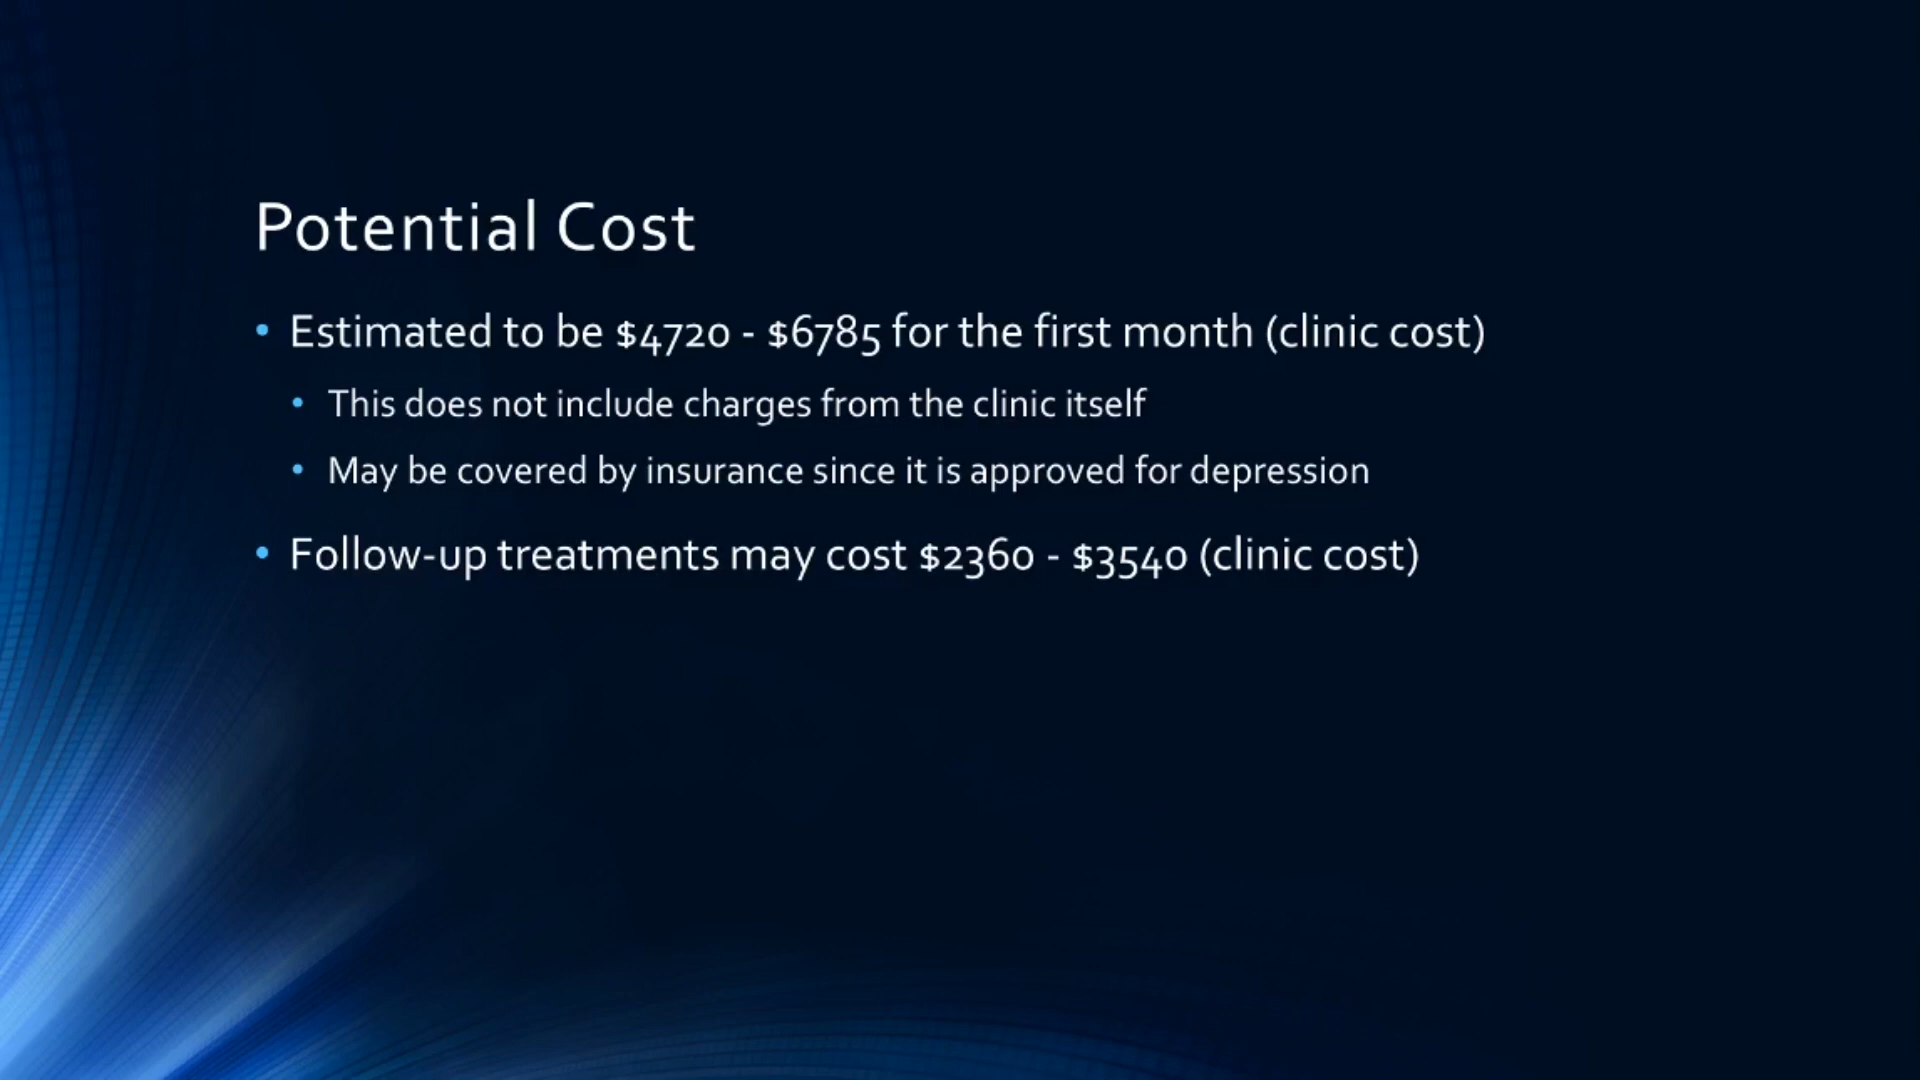 Potential Cost
• Estimated to be $4720 - $6785 for the first month (clinic cost)
• This does not include charges from the clinic itself
• May be covered by insurance since it is approved for depression
• Follow-up treatments may cost $2360 - $3540 (clinic cost)